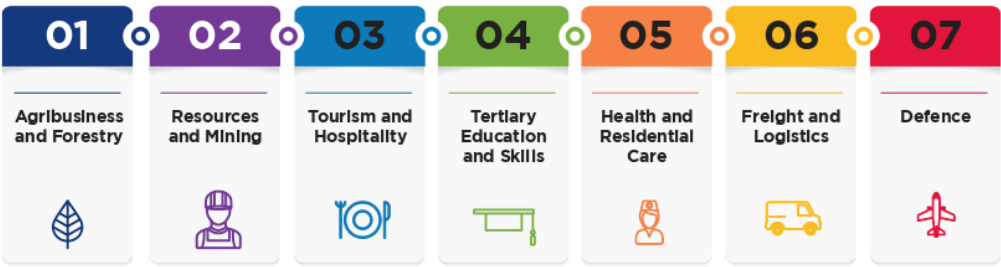 01
Agribusiness
and Forestry
02
Resources
and Mining
03
Tourism and
Hospitality
04
Tertiary
Education
and Skills
05
Health and
Residential
Care
06
Freight and
Logistics
07
Defence